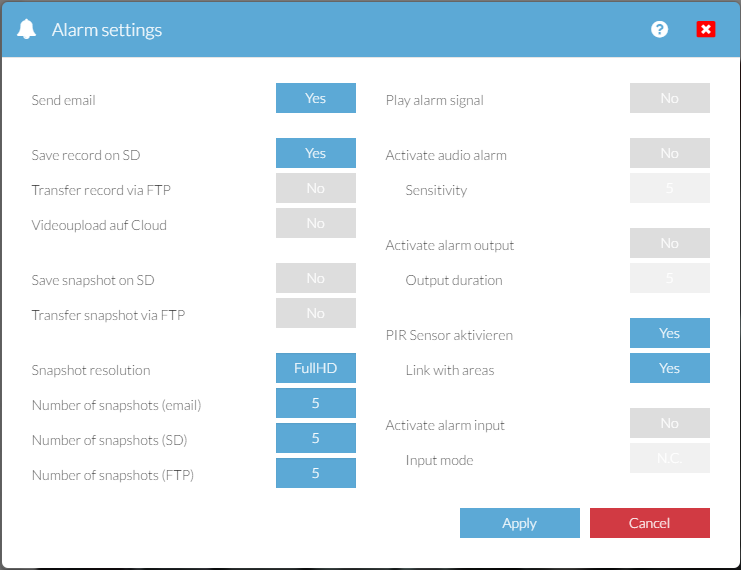 Alarm settings
Send email Yes
Save record on SD Yes
Transfer record via FTP No
Videoupload auf Cloud No
Save snapshot on SD No
Transfer snapshot via FTP No
Snapshot resolution FullHD
Number of snapshots (email) 5
Number of snapshots (SD) 5
Number of snapshots (FTP) 5
Play alarm signal No
Activate audio alarm No
Sensitivity 5
Activate alarm output No
Output duration 5
PIR Sensor aktivieren Yes
Link with areas Yes
Activate alarm input No
Input mode N.C.
Apply Cancel